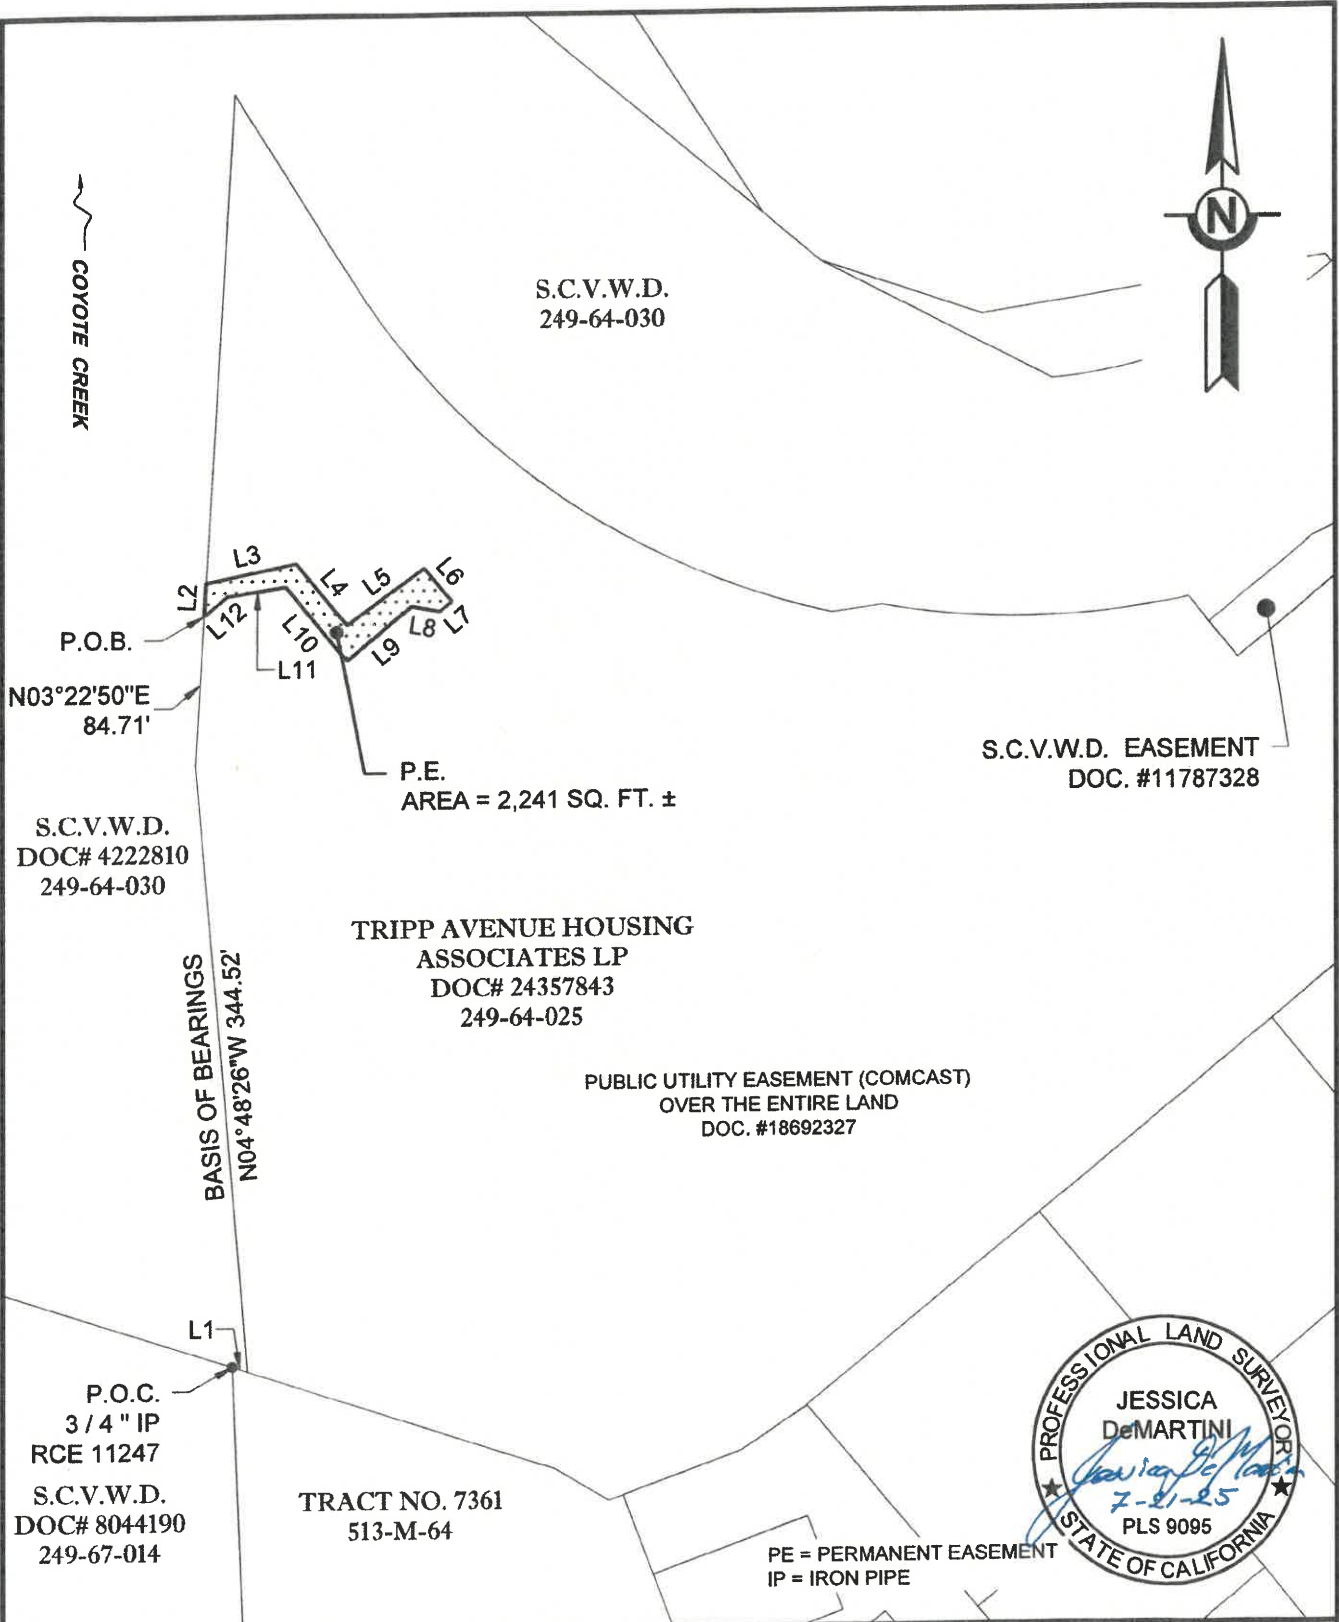 N
COYOTE CREEK
S.C.V.W.D.
249-64-030
L2
L3
L4
L5
L6
L7
L8
L9
L10
L11
L12
P.O.B.
N03°22'50"E
84.71'
P.E.
AREA = 2,241 SQ. FT. ±
S.C.V.W.D. EASEMENT
DOC. #11787328
S.C.V.W.D.
DOC# 4222810
249-64-030
TRIPP AVENUE HOUSING
ASSOCIATES LP
DOC# 24357843
249-64-025
BASIS OF BEARINGS
N04°48'26"W 344.52'
PUBLIC UTILITY EASEMENT (COMCAST)
OVER THE ENTIRE LAND
DOC. #18692327
L1
P.O.C.
3 / 4 " IP
RCE 11247
S.C.V.W.D.
DOC# 8044190
249-67-014
TRACT NO. 7361
513-M-64
PE = PERMANENT EASEMENT
IP = IRON PIPE
PROFESSIONAL LAND SURVEYOR
JESSICA
DeMARTINI
Jessica DeMartini
7-21-25
PLS 9095
STATE OF CALIFORNIA